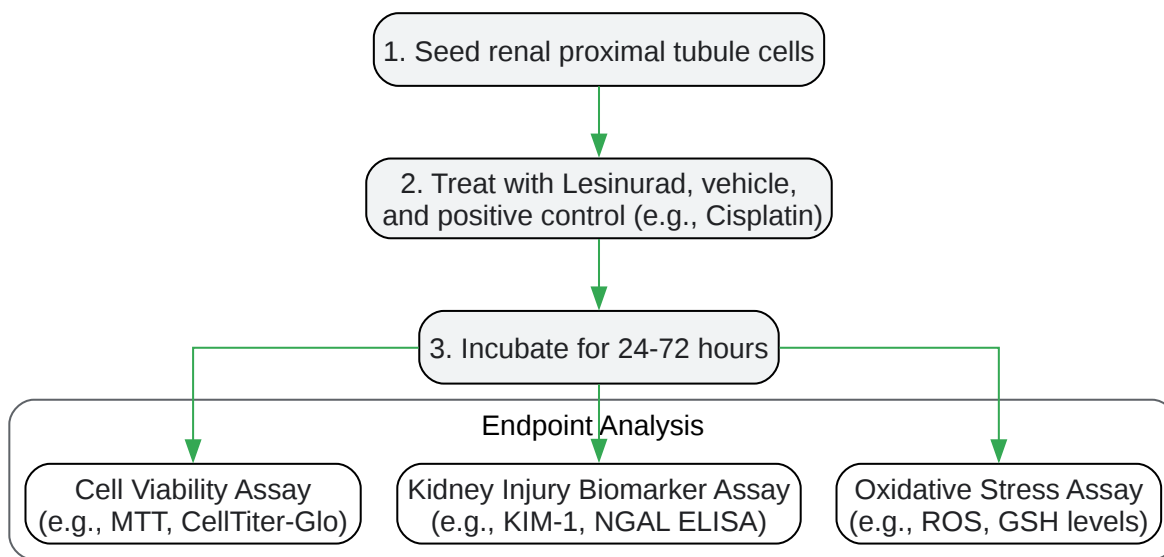 1. Seed renal proximal tubule cells
2. Treat with Lesinurad, vehicle,
and positive control (e.g., Cisplatin)
3. Incubate for 24-72 hours
Endpoint Analysis
Cell Viability Assay
(e.g., MTT, CellTiter-Glo)
Kidney Injury Biomarker Assay
(e.g., KIM-1, NGAL ELISA)
Oxidative Stress Assay
(e.g., ROS, GSH levels)